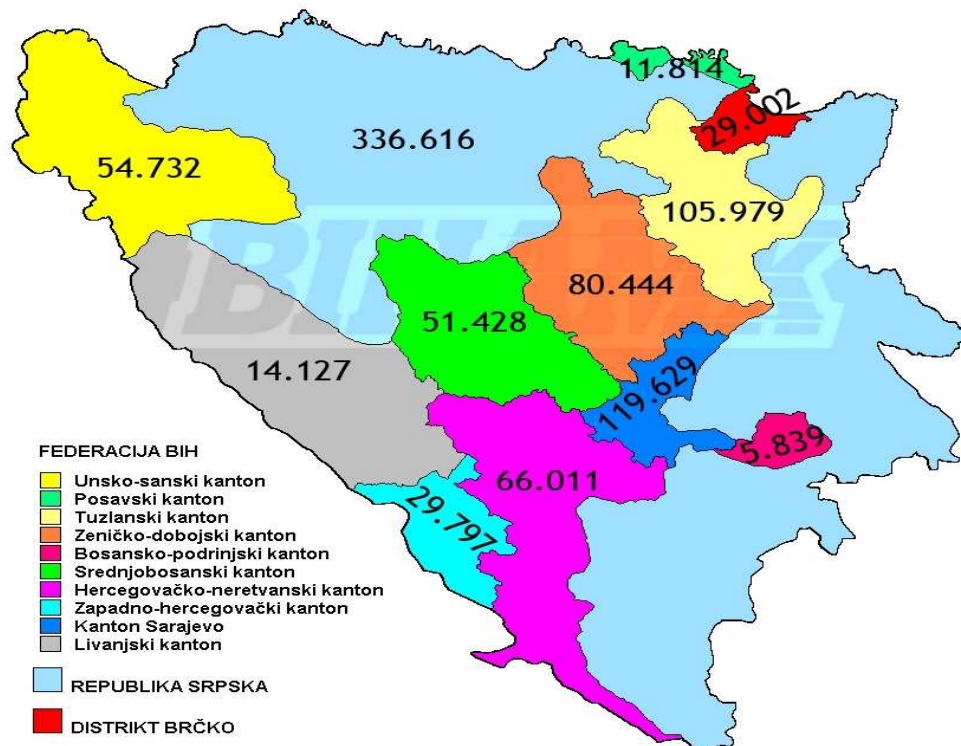 11.814
29.002
336.616
54.732
105.979
BIHAMK
80.444
51.428
14.127
119.629
5.839
66.011
29.797
FEDERACIJA BIH
Unsko-sanski kanton
Posavski kanton
Tuzlanski kanton
Zeničko-dobojski kanton
Bosansko-podrinjski kanton
Srednjobosanski kanton
Hercegovačko-neretvanski kanton
Zapadno-hercegovački kanton
Kanton Sarajevo
Livanjski kanton
REPUBLIKA SRPSKA
DISTRIKT BRČKO